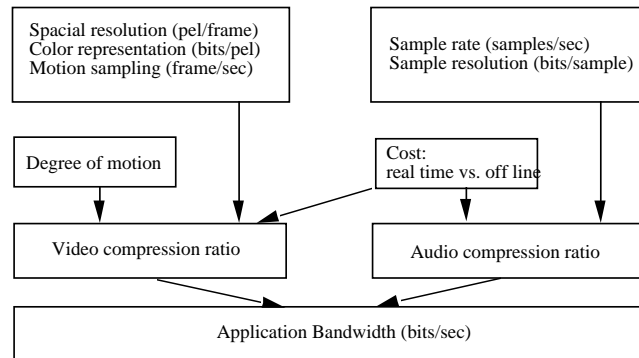 Spacial resolution (pel/frame)
Color representation (bits/pel)
Motion sampling (frame/sec)
Sample rate (samples/sec)
Sample resolution (bits/sample)
Degree of motion
Cost:
real time vs. off line
Video compression ratio
Audio compression ratio
Application Bandwidth (bits/sec)